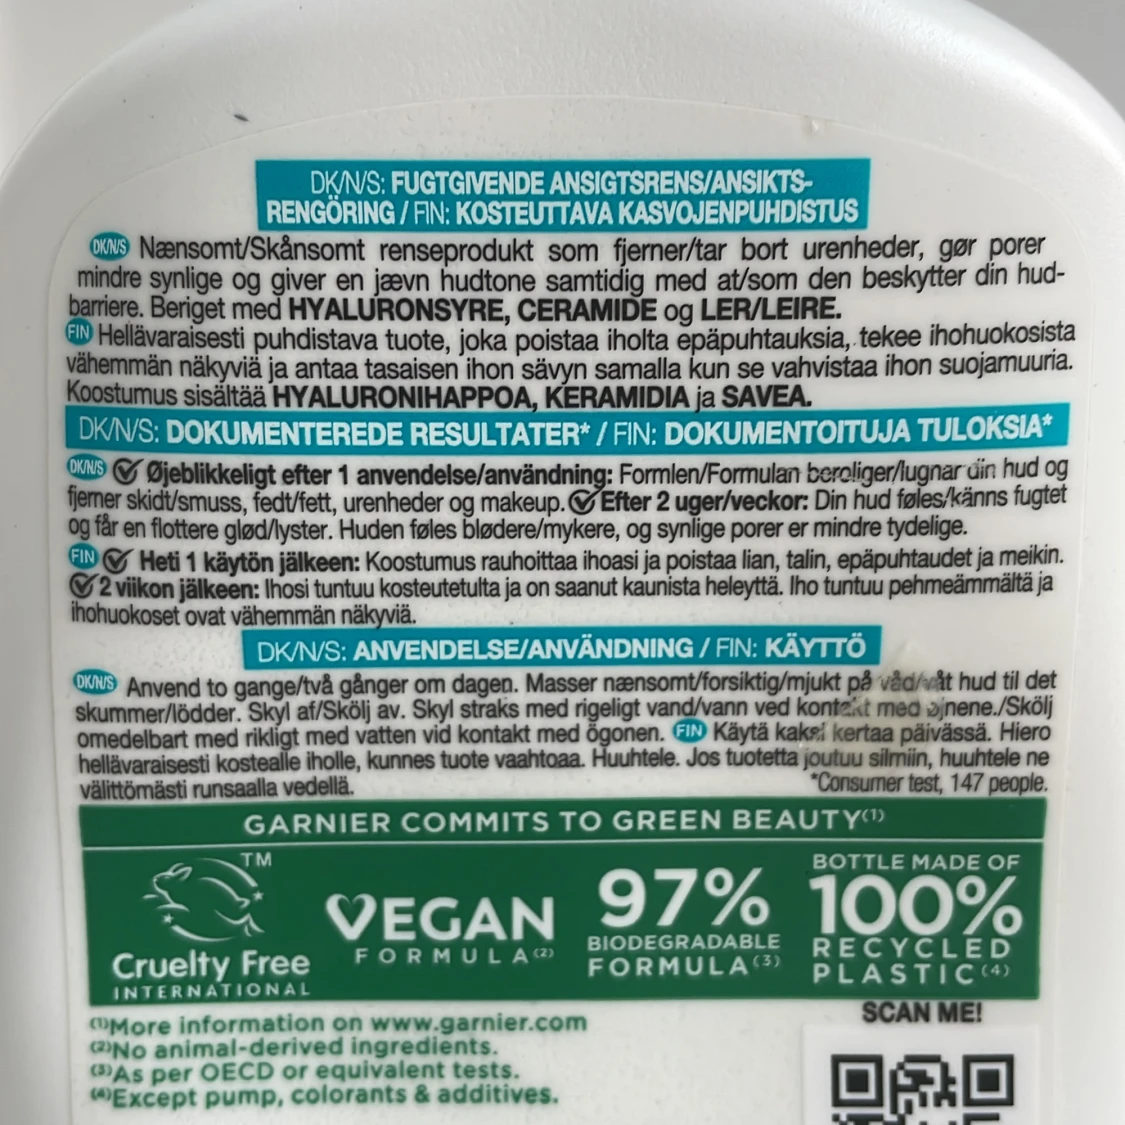 DK/N/S: FUGTGIVENDE ANSIGTSRENS/ANSIKTS-
RENGÖRING / FIN: KOSTEUTTAVA KASVOJENPUHDISTUS
DK/N/S Nænsomt/Skånsomt renseprodukt som fjerner/tar bort urenheder, gør porer
mindre synlige og giver en jævn hudtone samtidig med at/som den beskytter din hud-
barriere. Beriget med HYALURONSYRE, CERAMIDE og LER/LEIRE.
FIN Hellävaraisesti puhdistava tuote, joka poistaa iholta epäpuhtauksia, tekee ihohuokosista
vähemmän näkyviä ja antaa tasaisen ihon sävyn samalla kun se vahvistaa ihon suojamuuria.
Koostumus sisältää HYALURONIHAPPOA, KERAMIDIA ja SAVEA.
DK/N/S: DOKUMENTEREDE RESULTATER* / FIN: DOKUMENTOITUJA TULOKSIA*
DK/N/S Øjeblikkeligt efter 1 anvendelse/användning: Formlen/Formulan beroliger/lugnar din hud og
fjerner skidt/smuss, fedt/fett, urenheder og makeup. Efter 2 uger/veckor: Din hud føles/känns fugtet
og får en flottere glød/lyster. Huden føles blødere/mykere, og synlige porer er mindre tydelige.
FIN Heti 1 käytön jälkeen: Koostumus rauhoittaa ihoasi ja poistaa lian, talin, epäpuhtaudet ja meikin.
2 viikon jälkeen: Ihosi tuntuu kosteutetulta ja on saanut kaunista heleyttä. Iho tuntuu pehmeämmältä ja
ihohuokoset ovat vähemmän näkyviä.
DK/N/S: ANVENDELSE/ANVÄNDNING / FIN: KÄYTTÖ
DK/N/S Anvend to gange/två gånger om dagen. Masser nænsomt/forsiktig/mjukt på våd/våt hud til det
skummer/lödder. Skyl af/Skölj av. Skyl straks med rigeligt vand/vann ved kontakt med øjnene./Skölj
omedelbart med rikligt med vatten vid kontakt med ögonen. FIN Käytä kaksi kertaa päivässä. Hiero
hellävaraisesti kostealle iholle, kunnes tuote vaahtoaa. Huuhtele. Jos tuotetta joutuu silmiin, huuhtele ne
välittömästi runsaalla vedellä.
*Consumer test, 147 people.
GARNIER COMMITS TO GREEN BEAUTY(1)
TM
Cruelty Free
INTERNATIONAL
VEGAN
FORMULA(2)
97%
BIODEGRADABLE
FORMULA(3)
BOTTLE MADE OF
100%
RECYCLED
PLASTIC(4)
SCAN ME!
(1)More information on www.garnier.com
(2)No animal-derived ingredients.
(3)As per OECD or equivalent tests.
(4)Except pump, colorants & additives.